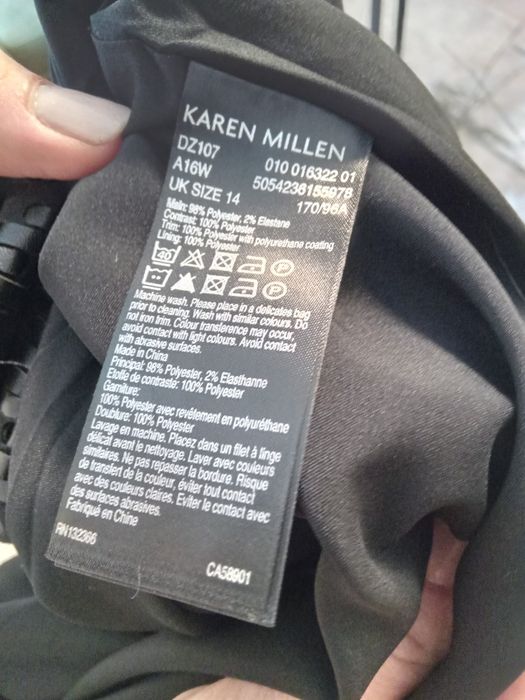 KAREN MILLEN
DZ107 010 016322 01
A16W 5054236155978
UK SIZE 14 170/96A
Main: 98% Polyester, 2% Elastane
Contrast: 100% Polyester
Trim: 100% Polyester with polyurethane coating
Lining: 100% Polyester
40 P
P
Machine wash. Please place in a delicates bag
prior to cleaning. Wash with similar colours. Do
not iron trim. Colour transference may occur,
avoid contact with light colours. Avoid contact
with abrasive surfaces.
Made in China
Principal: 98% Polyester, 2% Elasthanne
Etoffe de contraste: 100% Polyester
Garniture:
100% Polyester avec revêtement en polyuréthane
Doublure: 100% Polyester
Lavage en machine. Placez dans un filet à linge
délicat avant le nettoyage. Laver avec couleurs
similaires. Ne pas repasser la bordure. Risque
de transfert de la couleur, éviter tout contact
avec des couleurs claires. Eviter le contact avec
des surfaces abrasives.
Fabriqué en Chine
RN132366 CA58901